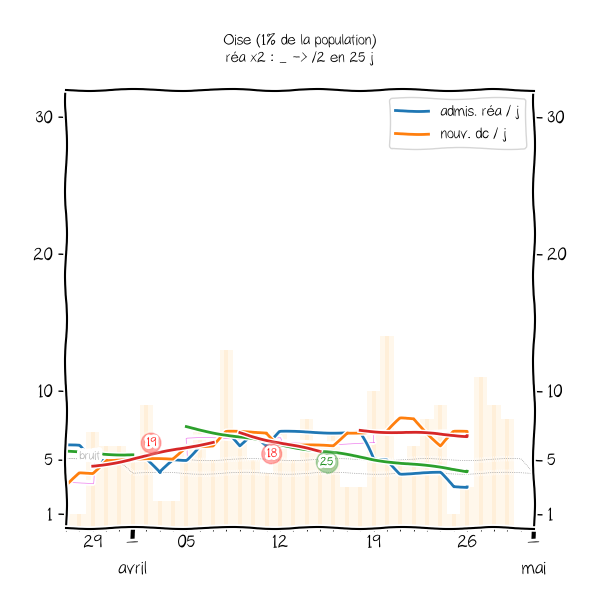 Oise (1% de la population)
réa x2 : _ -> /2 en 25 j
admis. réa / j
nouv. dc / j
30
30
20
20
10
10
19
bruit
18
25
5
5
1
1
29
05
12
19
26
avril
mai